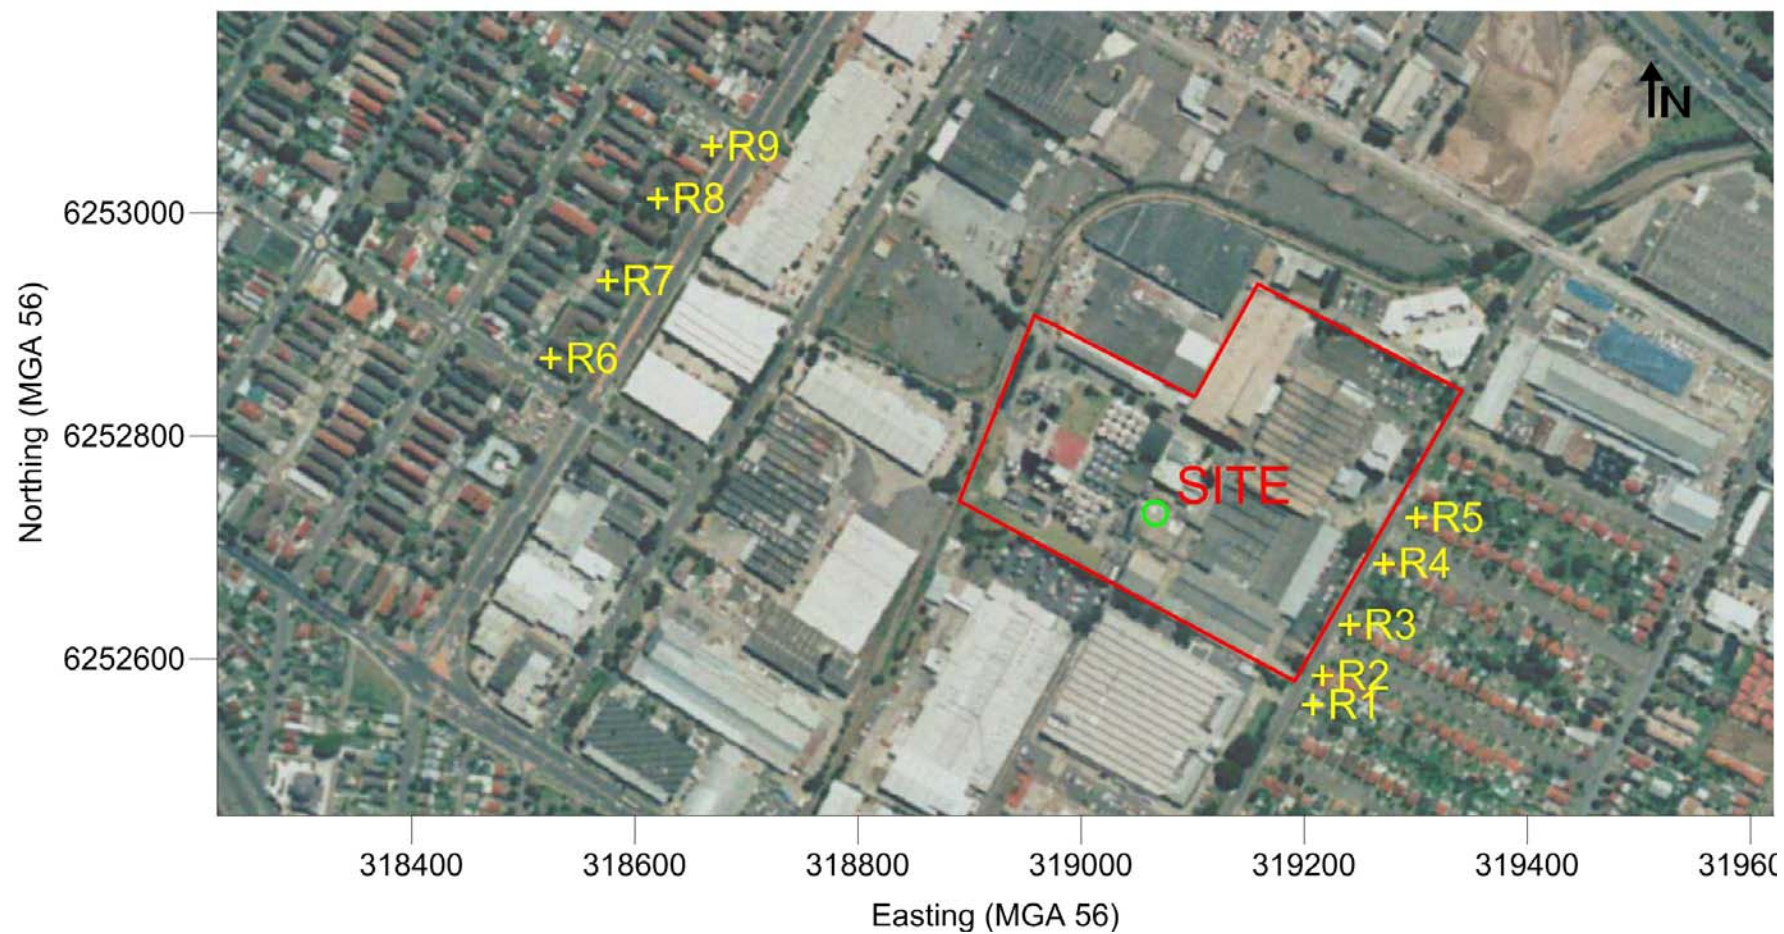 N
+R9
+R8
6253000
+R7
+R6
6252800
SITE
+R5
+R4
+R3
6252600
+R2
+R1
Northing (MGA 56)
318400 318600 318800 319000 319200 319400 31960
Easting (MGA 56)